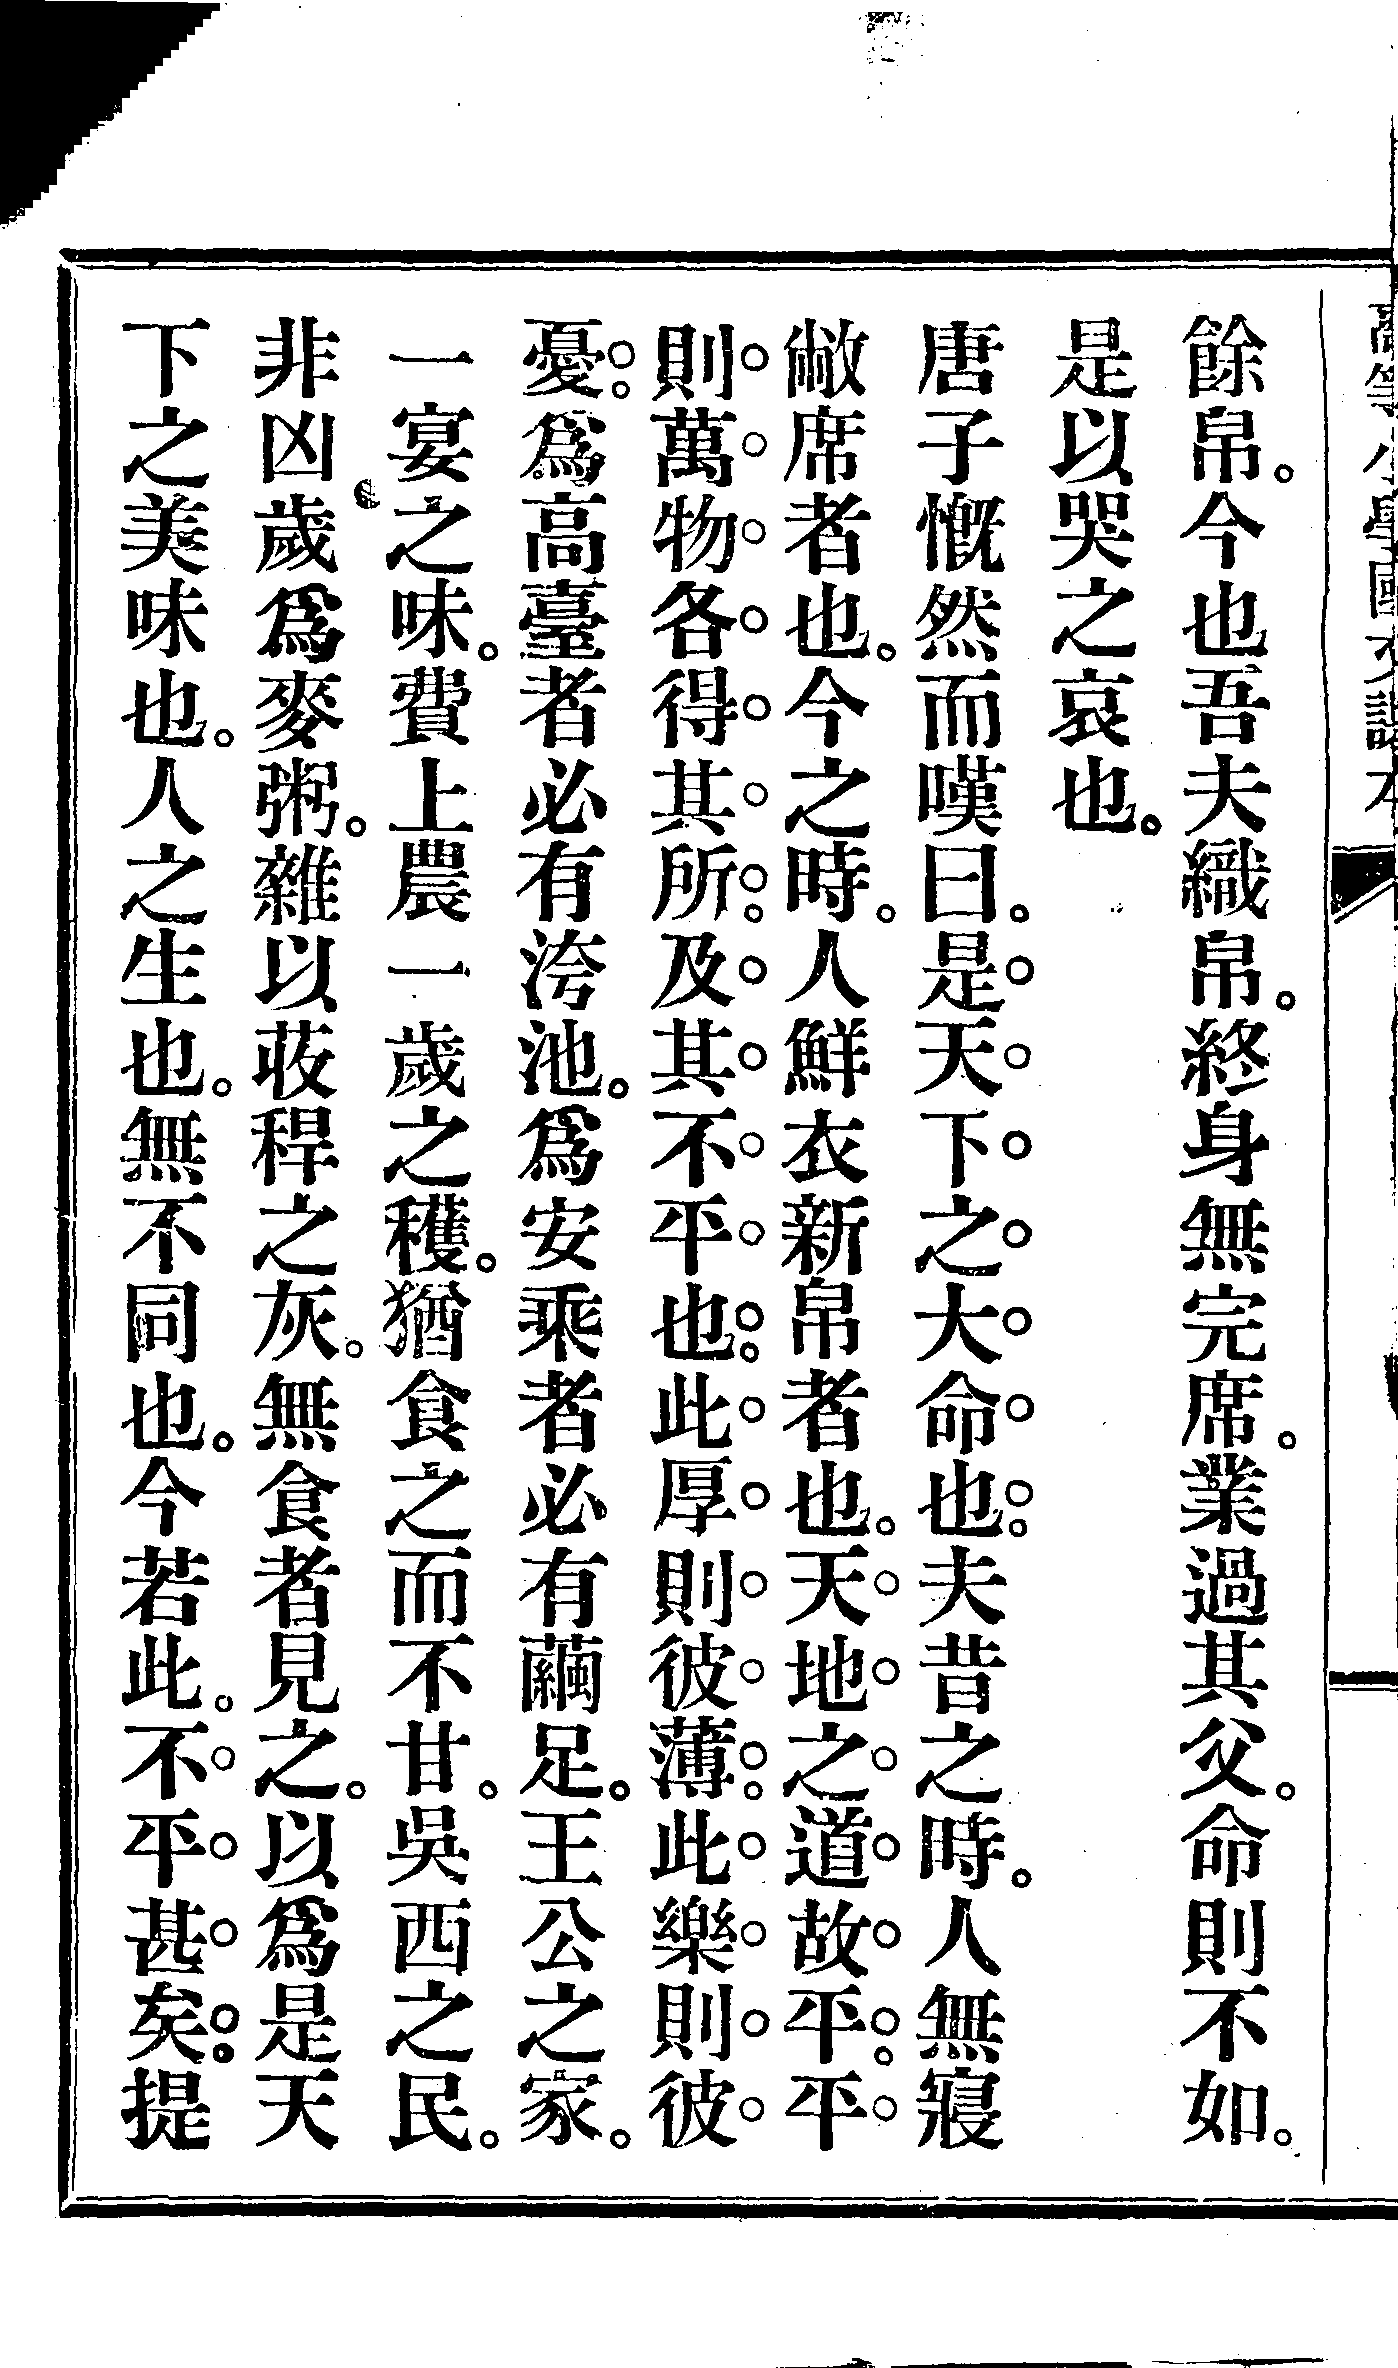 高等小學國文讀本
餘帛。今也吾夫織帛。終身無完席。業過其父。命則不如。
是以哭之哀也。
唐子慨然而嘆曰。是天下之大命也。夫昔之時。人無寢
敝席者也。今之時。人鮮衣新帛者也。天地之道故平。平
則萬物各得其所。及其不平也。此厚則彼薄。此樂則彼
憂。爲高臺者必有洿池。爲安乘者必有繭足。王公之家。
一宴之味。費上農一歲之穫。猶食之而不甘。吳西之民。
非凶歲爲麥粥。雜以荍稈之灰。無食者見之。以爲是天
下之美味也。人之生也。無不同也。今若此。不平甚矣。提